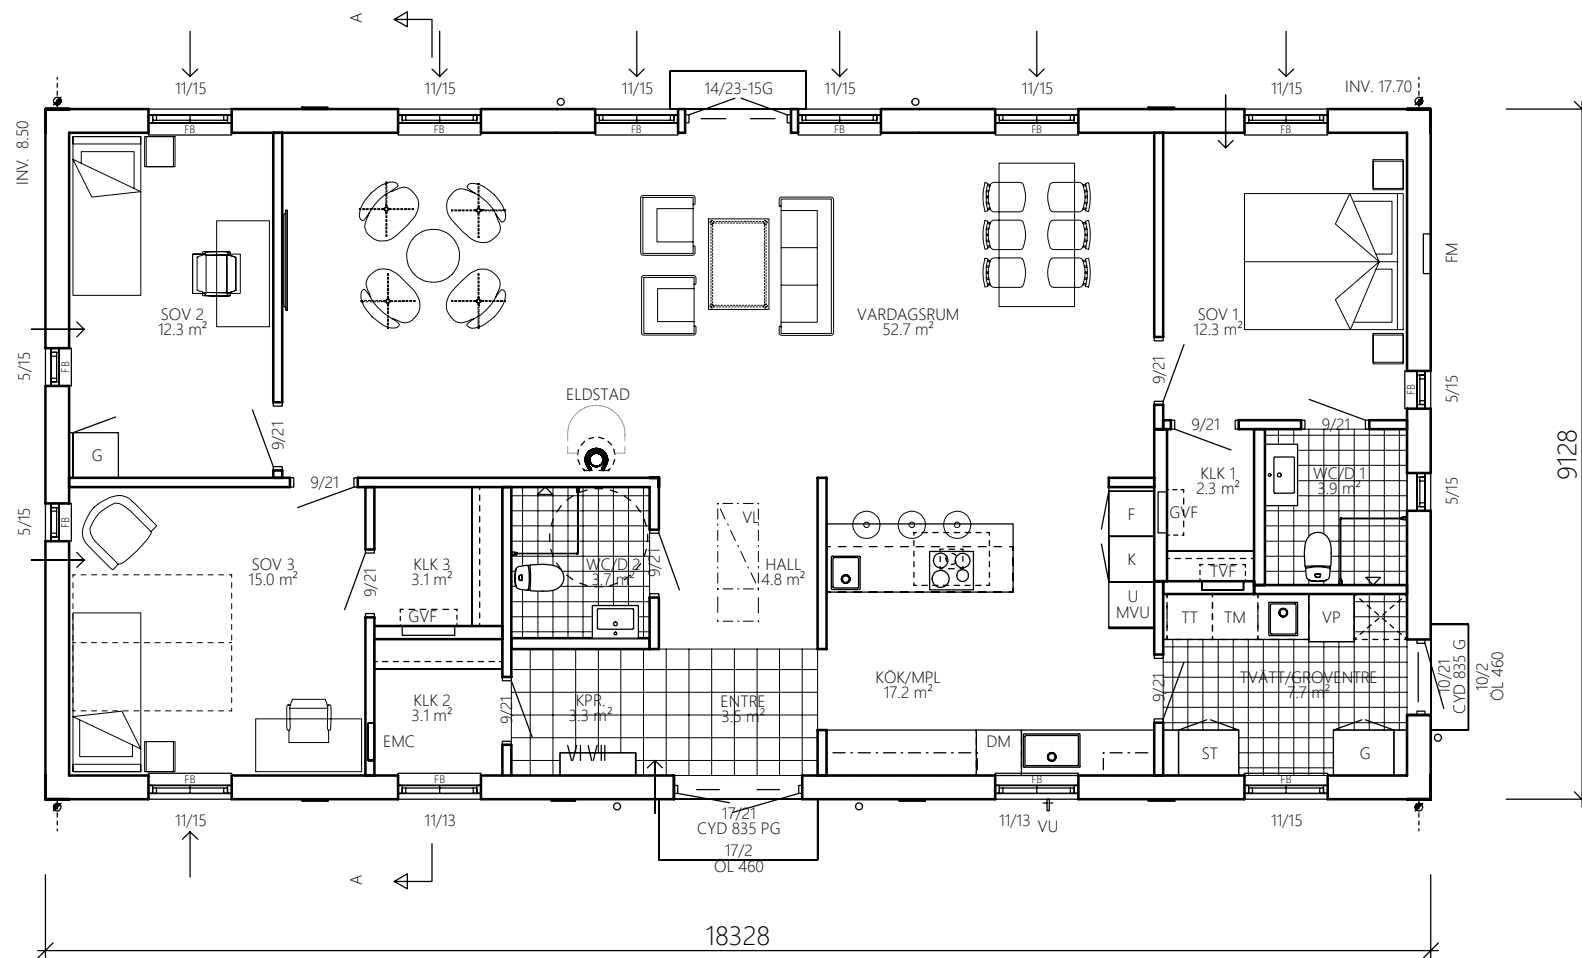 A
11/15
11/15
11/15
14/23-15G
11/15
11/15
11/15
INV. 17.70
INV. 8.50
FB
FB
FB
FB
FB
FB
FM
SOV 2
12.3 m²
VARDAGSRUM
52.7 m²
SOV 1
12.3 m²
5/15
FB
9/21
FB
5/15
ELDSTAD
9/21
9/21
9/21
G
9/21
KLK 1
2.3 m²
WC/D 1
3.9 m²
5/15
FB
5/15
VL
F
GVF
SOV 3
15.0 m²
9/21
KLK 3
3.1 m²
WC/D 2
3.7 m²
9/21
HALL
4.8 m²
K
TVF
GVF
U
MVU
TT
TM
VP
9128
KLK 2
3.1 m²
9/21
KPR.
3.3 m²
ENTRE
3.5 m²
KÖK/MPL
17.2 m²
9/21
TVÄTT/GROVENTRE
7.7 m²
10/21
CYD 835 G
10/2
ÖL 460
EMC
VI VII
DM
ST
G
FB
FB
FB
FB
11/15
11/13
17/21
CYD 835 PG
17/2
ÖL 460
11/13
VU
11/15
A
18328